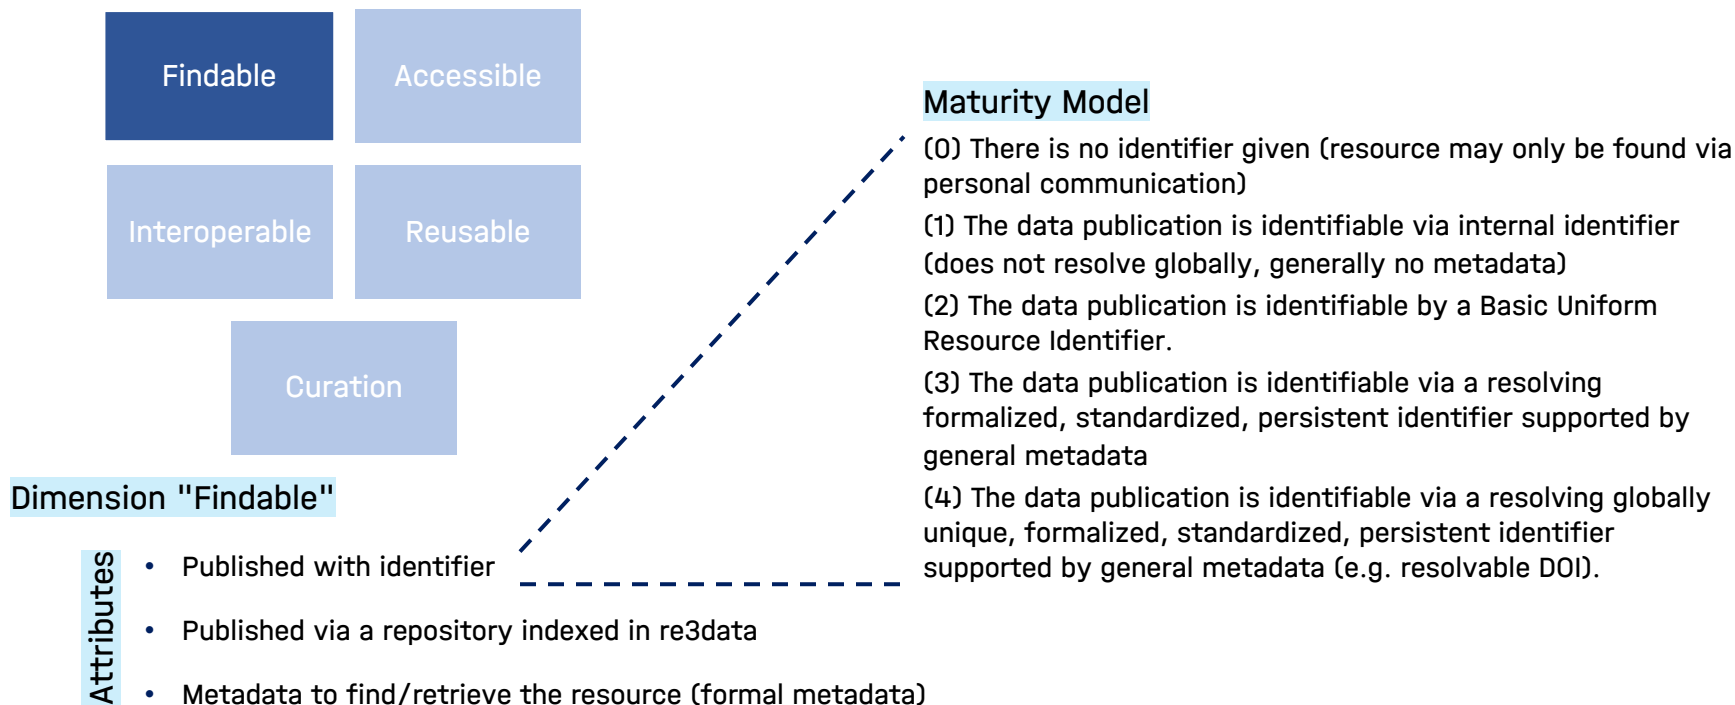 Findable
Accessible
Interoperable
Reusable
Curation
Dimension "Findable"
Attributes
• Published with identifier
• Published via a repository indexed in re3data
• Metadata to find/retrieve the resource (formal metadata)
Maturity Model
(0) There is no identifier given (resource may only be found via
personal communication)
(1) The data publication is identifiable via internal identifier
(does not resolve globally, generally no metadata)
(2) The data publication is identifiable by a Basic Uniform
Resource Identifier.
(3) The data publication is identifiable via a resolving
formalized, standardized, persistent identifier supported by
general metadata
(4) The data publication is identifiable via a resolving globally
unique, formalized, standardized, persistent identifier
supported by general metadata (e.g. resolvable DOI).